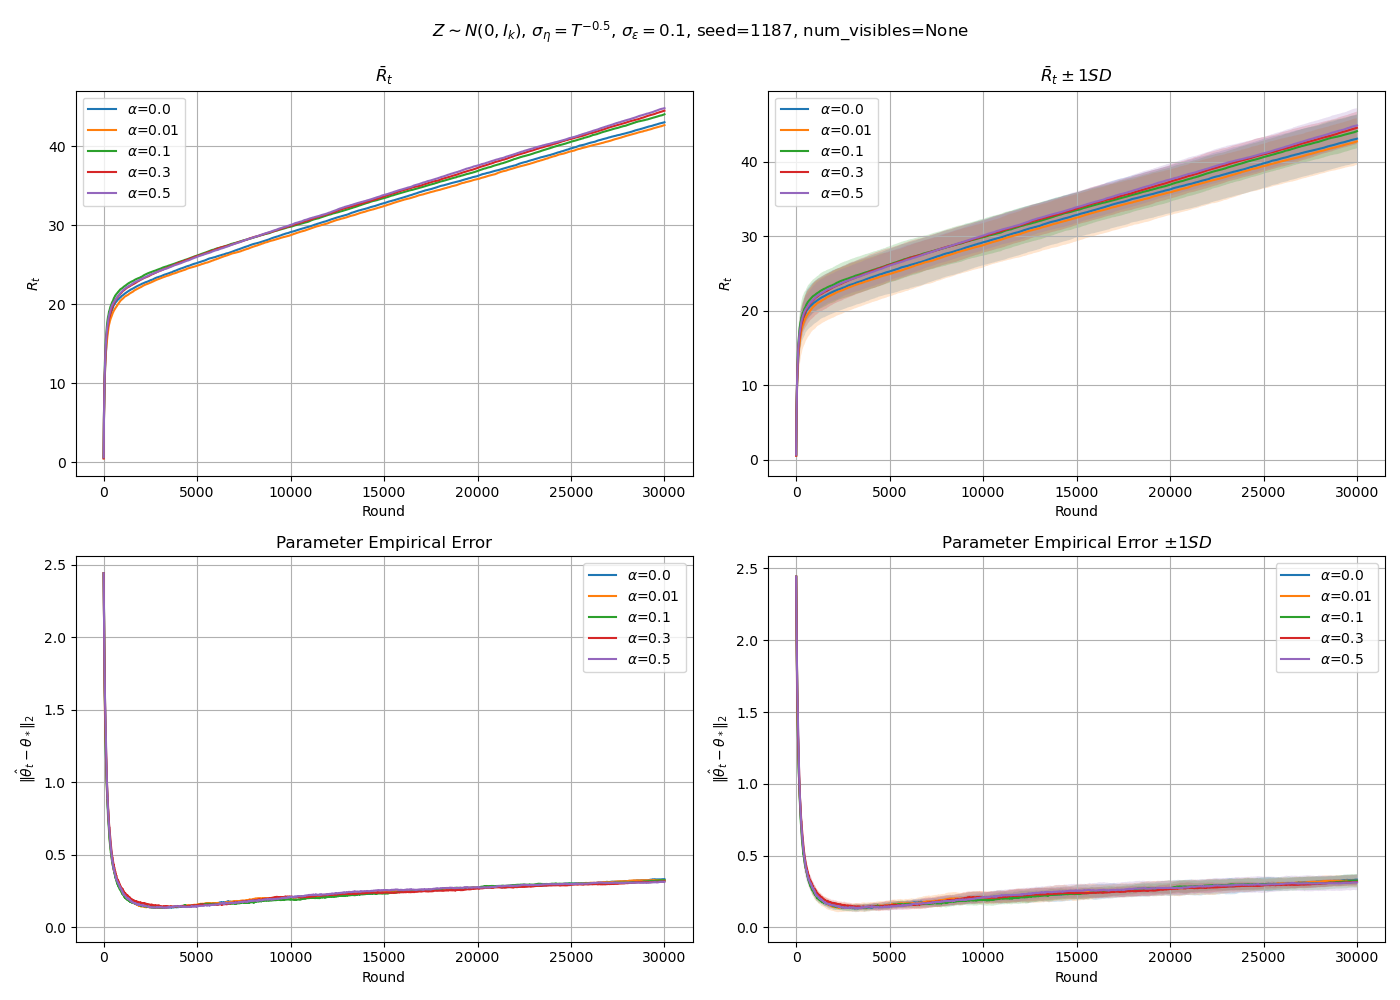 Z ~ N(0, I_k), σ_η = T^{-0.5}, σ_ε = 0.1, seed=1187, num_visibles=None
R̄_t
α=0.0
α=0.01
α=0.1
α=0.3
α=0.5
R_t
40
30
20
10
0
0 5000 10000 15000 20000 25000 30000
Round
R̄_t ± 1SD
α=0.0
α=0.01
α=0.1
α=0.3
α=0.5
R_t
40
30
20
10
0
0 5000 10000 15000 20000 25000 30000
Round
Parameter Empirical Error
α=0.0
α=0.01
α=0.1
α=0.3
α=0.5
‖θ̂_t − θ_*‖_2
2.5
2.0
1.5
1.0
0.5
0.0
0 5000 10000 15000 20000 25000 30000
Round
Parameter Empirical Error ±1SD
α=0.0
α=0.01
α=0.1
α=0.3
α=0.5
‖θ̂_t − θ_*‖_2
2.5
2.0
1.5
1.0
0.5
0.0
0 5000 10000 15000 20000 25000 30000
Round